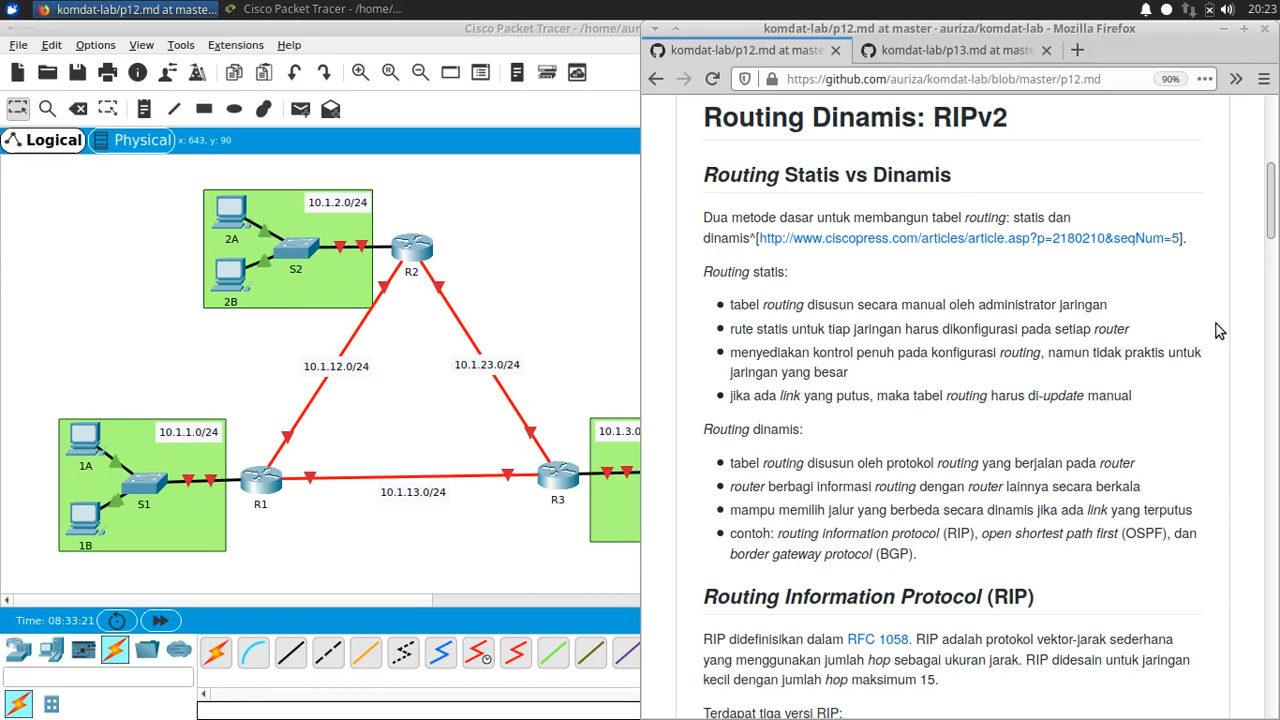 komdat-lab/p12.md at maste...
Cisco Packet Tracer - /home/...
20:23
Cisco Packet Tracer - /home/aur
File Edit Options View Tools Extensions Help
Logical
Physical
x: 643, y: 90
10.1.2.0/24
2A
S2
2B
R2
10.1.12.0/24
10.1.23.0/24
10.1.1.0/24
1A
S1
1B
R1
10.1.13.0/24
R3
10.1.3.0
Time: 08:33:21
komdat-lab/p12.md at master · auriza/komdat-lab - Mozilla Firefox
komdat-lab/p12.md at maste
komdat-lab/p13.md at maste
https://github.com/auriza/komdat-lab/blob/master/p12.md
90%
Routing Dinamis: RIPv2
Routing Statis vs Dinamis
Dua metode dasar untuk membangun tabel routing: statis dan
dinamis^[http://www.ciscopress.com/articles/article.asp?p=2180210&seqNum=5].
Routing statis:
• tabel routing disusun secara manual oleh administrator jaringan
• rute statis untuk tiap jaringan harus dikonfigurasi pada setiap router
• menyediakan kontrol penuh pada konfigurasi routing, namun tidak praktis untuk
jaringan yang besar
• jika ada link yang putus, maka tabel routing harus di-update manual
Routing dinamis:
• tabel routing disusun oleh protokol routing yang berjalan pada router
• router berbagi informasi routing dengan router lainnya secara berkala
• mampu memilih jalur yang berbeda secara dinamis jika ada link yang terputus
• contoh: routing information protocol (RIP), open shortest path first (OSPF), dan
border gateway protocol (BGP).
Routing Information Protocol (RIP)
RIP didefiniskan dalam RFC 1058. RIP adalah protokol vektor-jarak sederhana
yang menggunakan jumlah hop sebagai ukuran jarak. RIP didesain untuk jaringan
kecil dengan jumlah hop maksimum 15.
Terdapat tiga versi RIP: